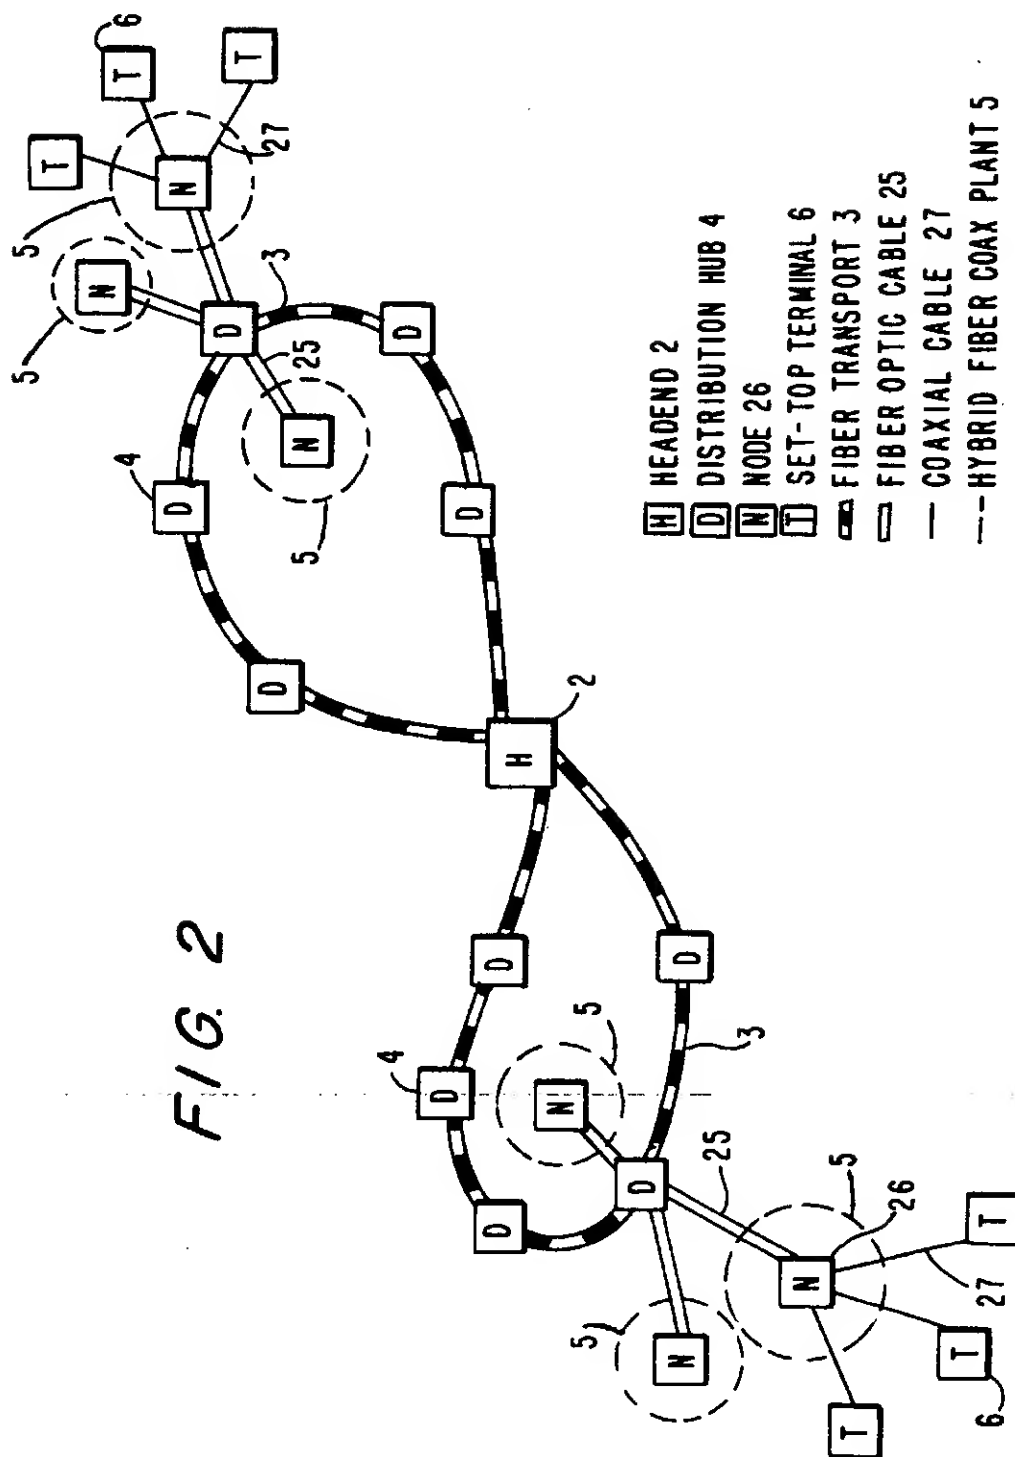 FIG. 2
5
5
T
N
6
T
4
D
N
D
T
D
3
27
5
N
25
4
D
D
D
D
D
H
N
5
5
2
D
N
D
25
3
N
5
T
26
T
6
27
T
H HEADEND 2
D DISTRIBUTION HUB 4
N NODE 26
T SET-TOP TERMINAL 6
FIBER TRANSPORT 3
FIBER OPTIC CABLE 25
COAXIAL CABLE 27
HYBRID FIBER COAX PLANT 5